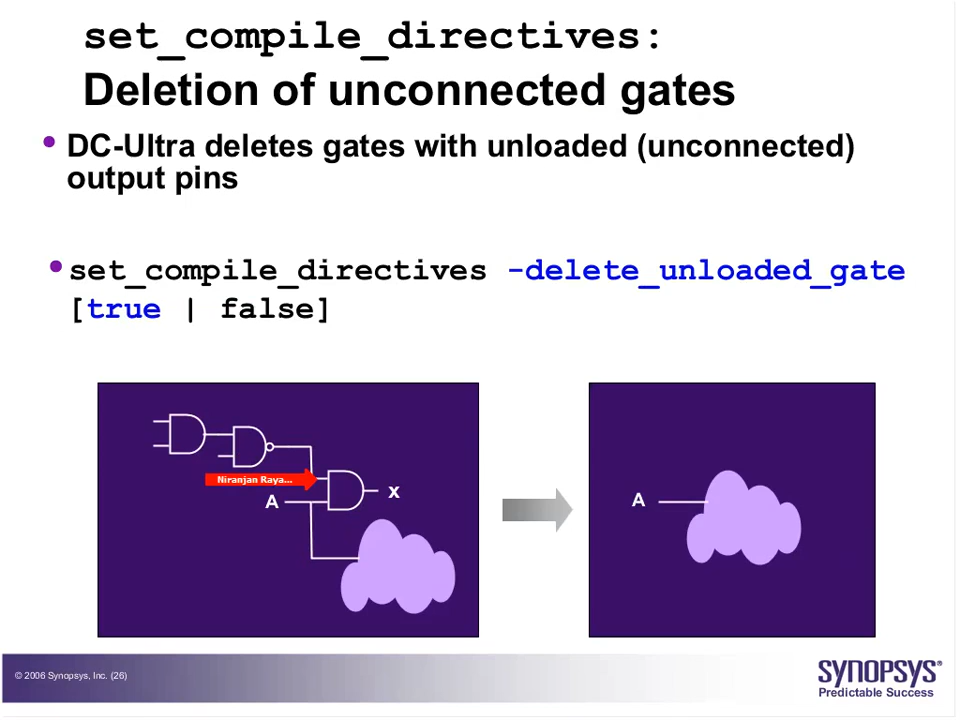 set_compile_directives:
Deletion of unconnected gates
• DC-Ultra deletes gates with unloaded (unconnected)
output pins
• set_compile_directives -delete_unloaded_gate
[true | false]
Niranjan Raya...
A
x
A
© 2006 Synopsys, Inc. (26)
SYNOPSYS®
Predictable Success